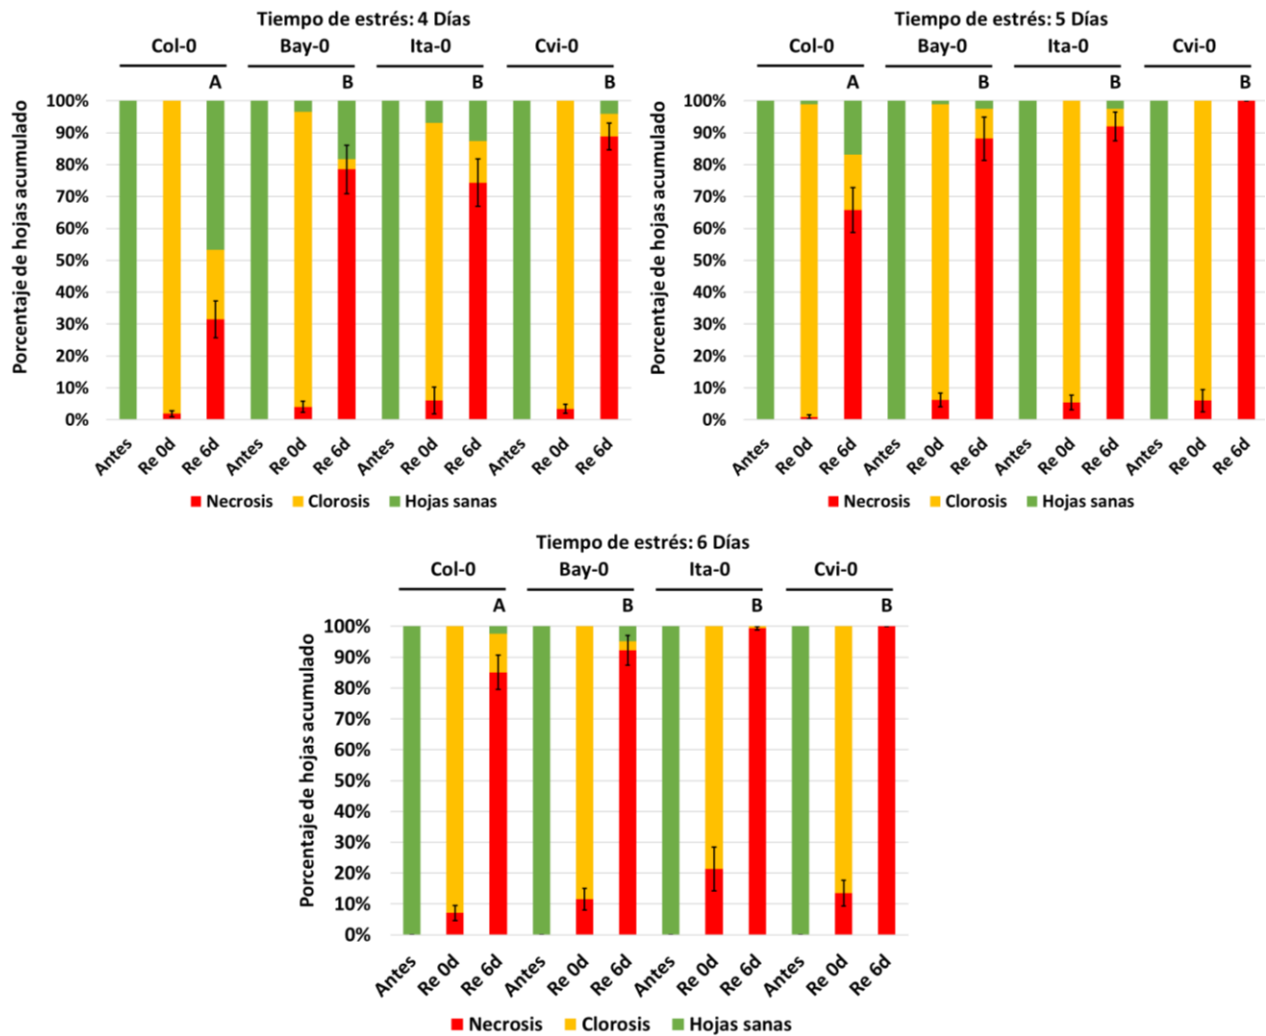 Tiempo de estrés: 4 Días
Col-0 Bay-0 Ita-0 Cvi-0
A B B B
Porcentaje de hojas acumulado
100%
90%
80%
70%
60%
50%
40%
30%
20%
10%
0%
Antes Re 0d Re 6d Antes Re 0d Re 6d Antes Re 0d Re 6d Antes Re 0d Re 6d
Necrosis Clorosis Hojas sanas
Tiempo de estrés: 5 Días
Col-0 Bay-0 Ita-0 Cvi-0
A B B B
Porcentaje de hojas acumulado
100%
90%
80%
70%
60%
50%
40%
30%
20%
10%
0%
Antes Re 0d Re 6d Antes Re 0d Re 6d Antes Re 0d Re 6d Antes Re 0d Re 6d
Necrosis Clorosis Hojas sanas
Tiempo de estrés: 6 Días
Col-0 Bay-0 Ita-0 Cvi-0
A B B B
Porcentaje de hojas acumulado
100%
90%
80%
70%
60%
50%
40%
30%
20%
10%
0%
Antes Re 0d Re 6d Antes Re 0d Re 6d Antes Re 0d Re 6d Antes Re 0d Re 6d
Necrosis Clorosis Hojas sanas